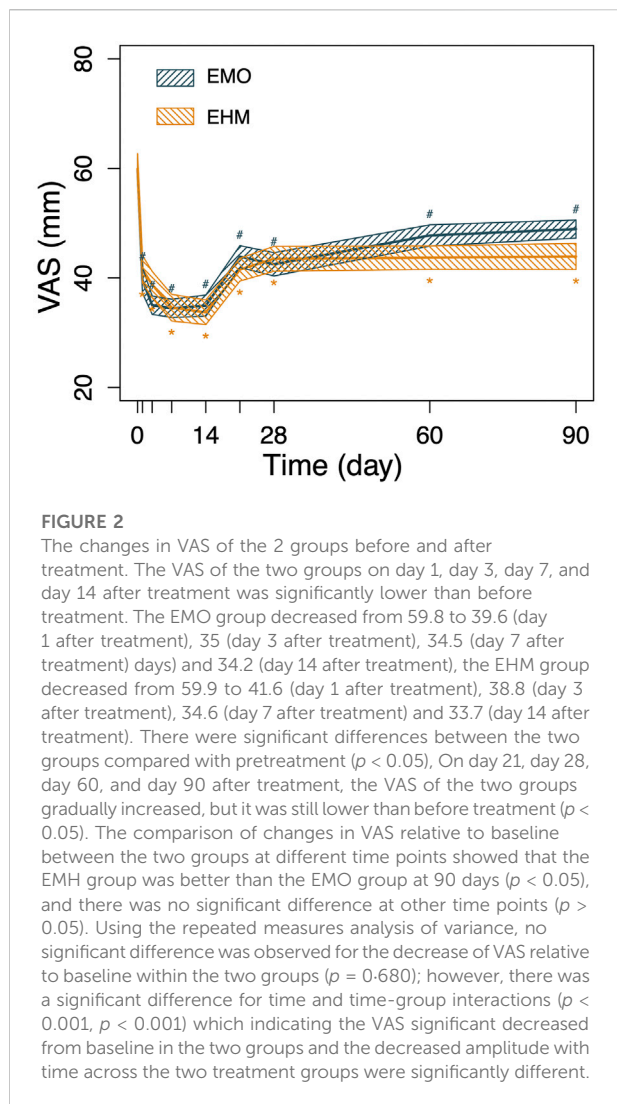 80
60
40
20
VAS (mm)
EMO
EHM
# # # # # # # #
* * * * * * *
0 14 28 60 90
Time (day)
FIGURE 2
The changes in VAS of the 2 groups before and after
treatment. The VAS of the two groups on day 1, day 3, day 7, and
day 14 after treatment was significantly lower than before
treatment. The EMO group decreased from 59.8 to 39.6 (day
1 after treatment), 35 (day 3 after treatment), 34.5 (day 7 after
treatment) days) and 34.2 (day 14 after treatment), the EHM group
decreased from 59.9 to 41.6 (day 1 after treatment), 38.8 (day 3
after treatment), 34.6 (day 7 after treatment) and 33.7 (day 14 after
treatment). There were significant differences between the two
groups compared with pretreatment (p < 0.05), On day 21, day 28,
day 60, and day 90 after treatment, the VAS of the two groups
gradually increased, but it was still lower than before treatment (p <
0.05). The comparison of changes in VAS relative to baseline
between the two groups at different time points showed that the
EMH group was better than the EMO group at 90 days (p < 0.05),
and there was no significant difference at other time points (p >
0.05). Using the repeated measures analysis of variance, no
significant difference was observed for the decrease of VAS relative
to baseline within the two groups (p = 0·680); however, there was
a significant difference for time and time-group interactions (p <
0.001, p < 0.001) which indicating the VAS significant decreased
from baseline in the two groups and the decreased amplitude with
time across the two treatment groups were significantly different.